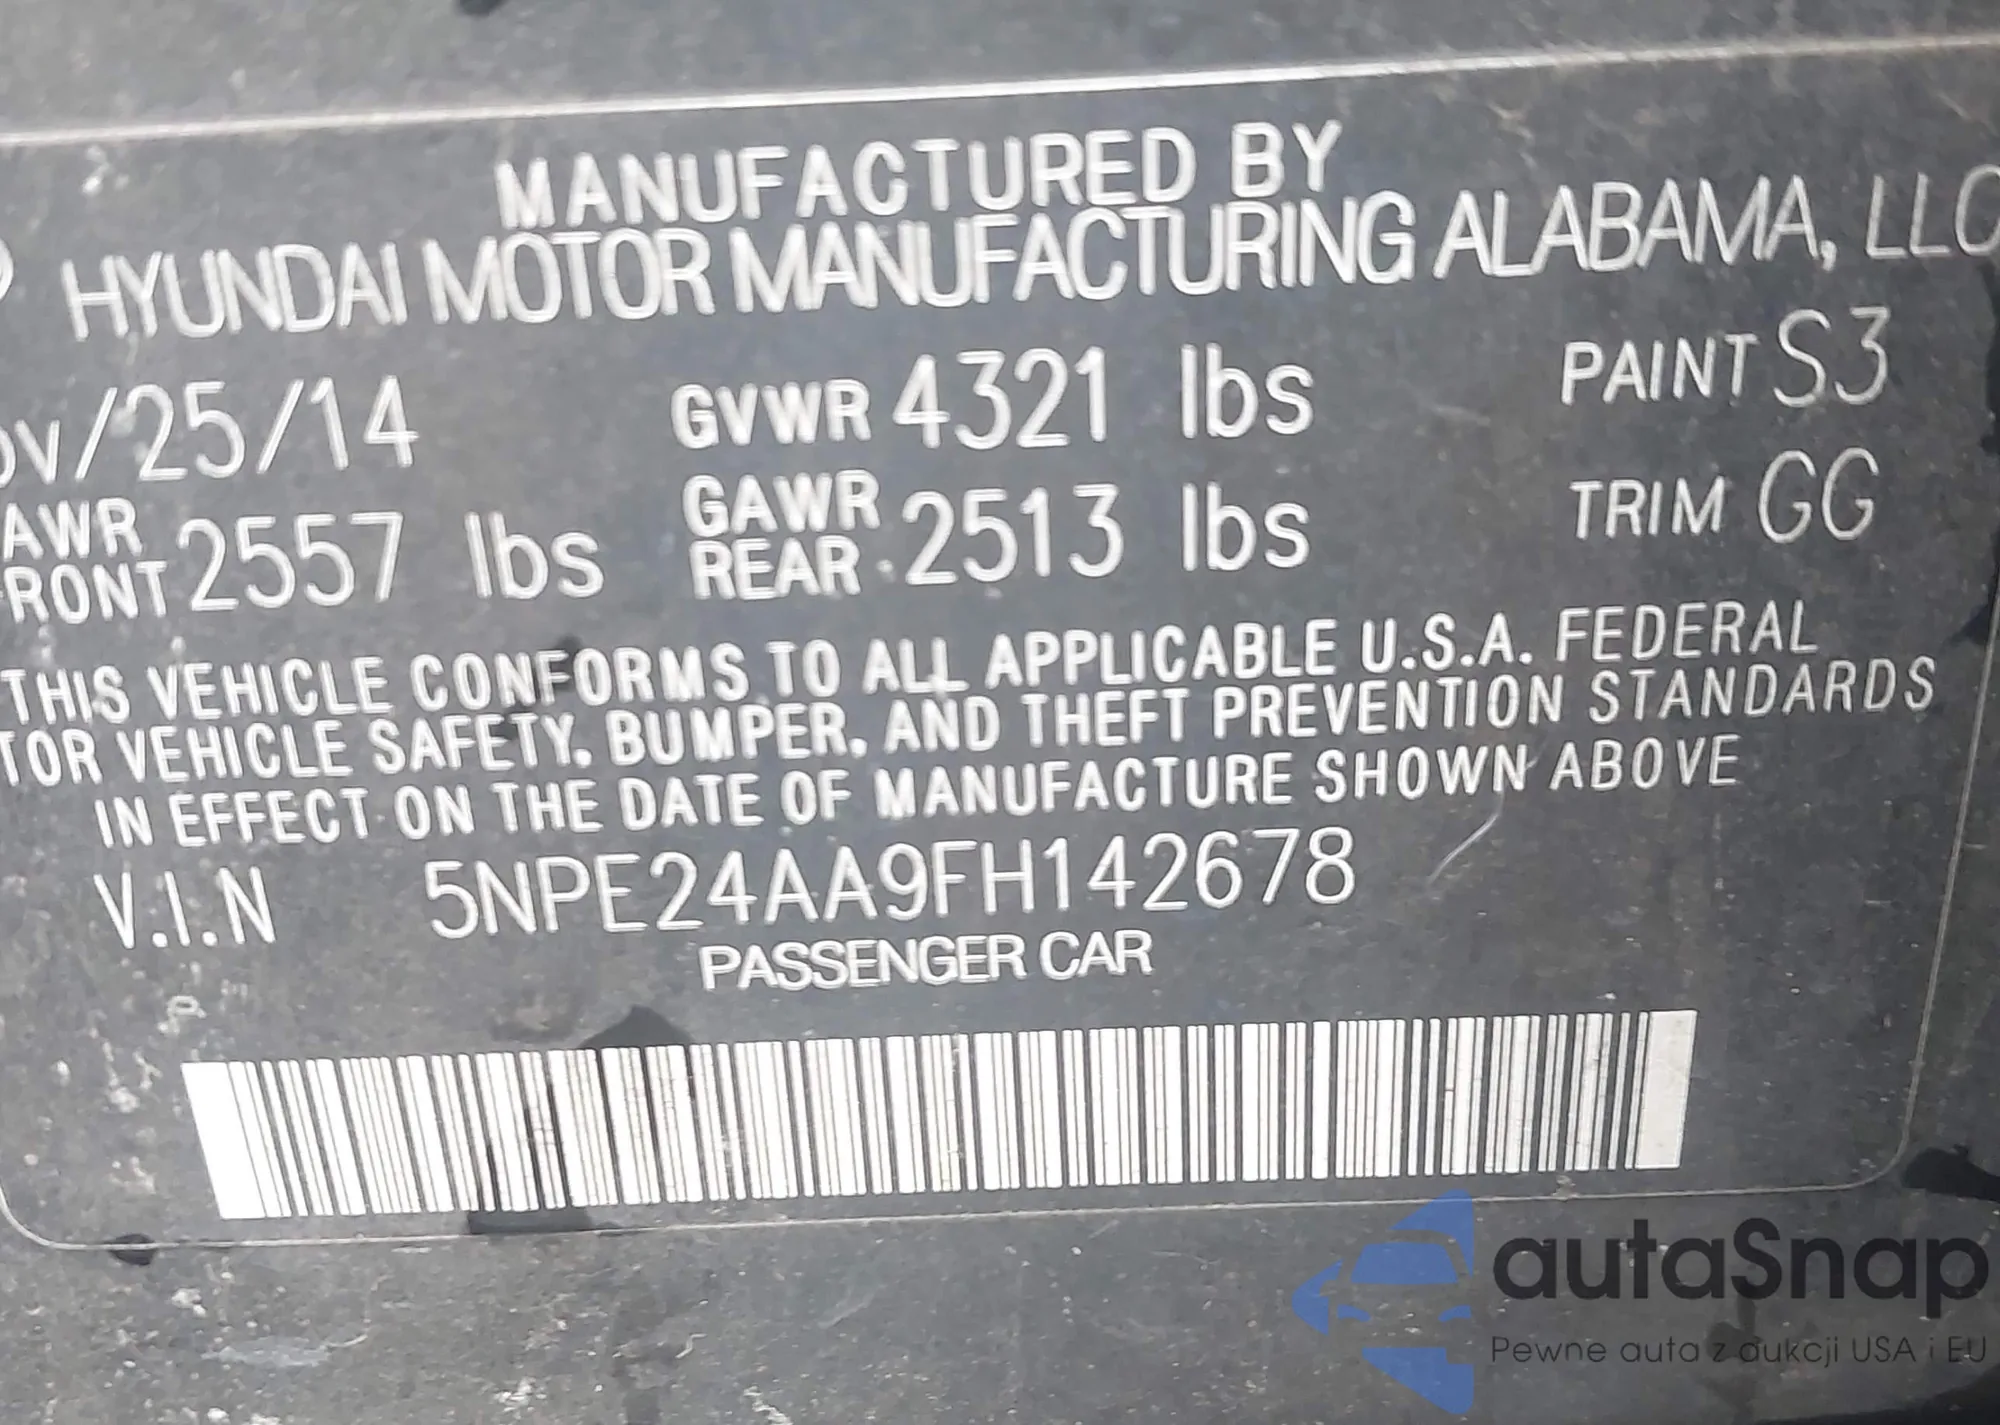 MANUFACTURED BY
HYUNDAI MOTOR MANUFACTURING ALABAMA, LLC
OV/25/14 GVWR 4321 lbs PAINT S3
AWR FRONT 2557 lbs GAWR REAR 2513 lbs TRIM GG
THIS VEHICLE CONFORMS TO ALL APPLICABLE U.S.A. FEDERAL
TOR VEHICLE SAFETY, BUMPER, AND THEFT PREVENTION STANDARDS
IN EFFECT ON THE DATE OF MANUFACTURE SHOWN ABOVE
V.I.N 5NPE24AA9FH142678
PASSENGER CAR
autaSnap
Pewne auta z aukcji USA i EU